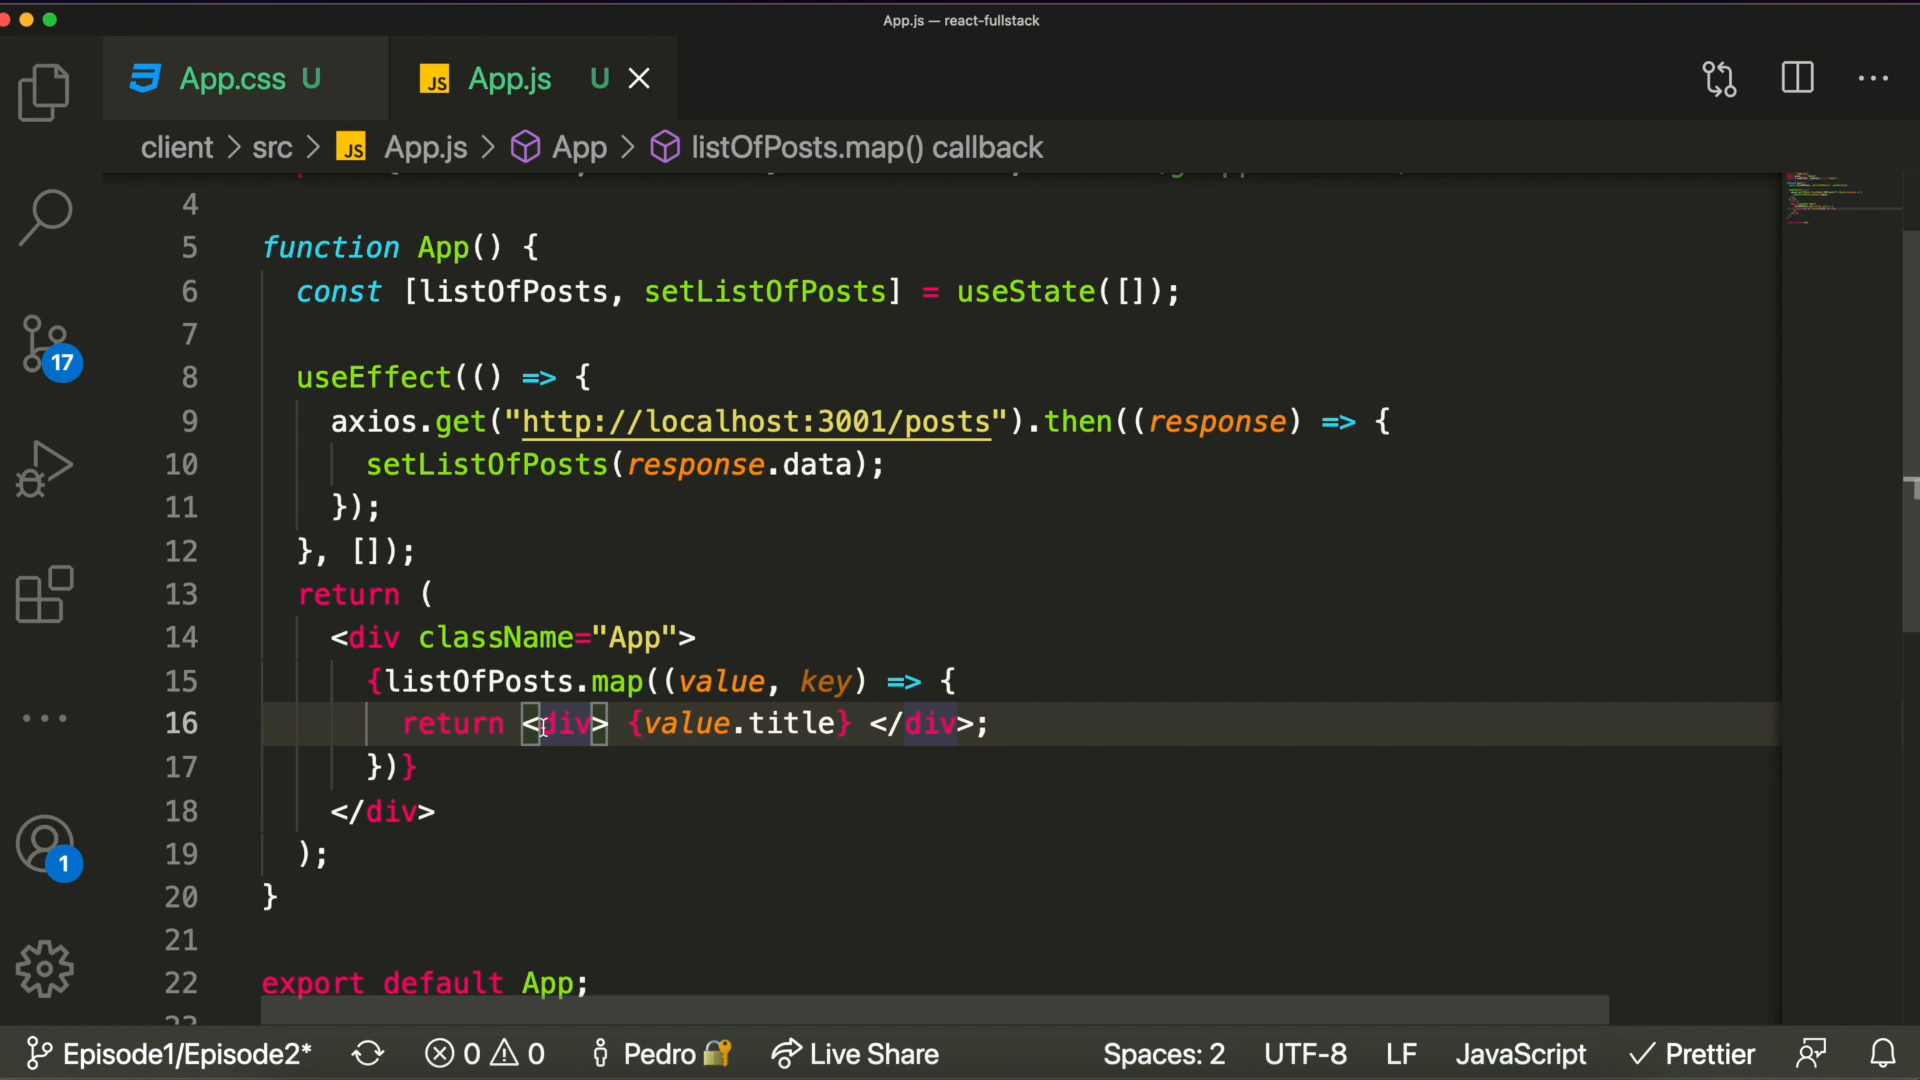 App.js — react-fullstack
App.css U
JS App.js U
client > src > JS App.js > App > listOfPosts.map() callback
4
5 function App() {
6 const [listOfPosts, setListOfPosts] = useState([]);
7
8 useEffect(() => {
9 axios.get("http://localhost:3001/posts").then((response) => {
10 setListOfPosts(response.data);
11 });
12 }, []);
13 return (
14 <div className="App">
15 {listOfPosts.map((value, key) => {
16 return <div> {value.title} </div>;
17 })}
18 </div>
19 );
20 }
21
22 export default App;
17
1
Episode1/Episode2* 0 0 Pedro Live Share Spaces: 2 UTF-8 LF JavaScript Prettier